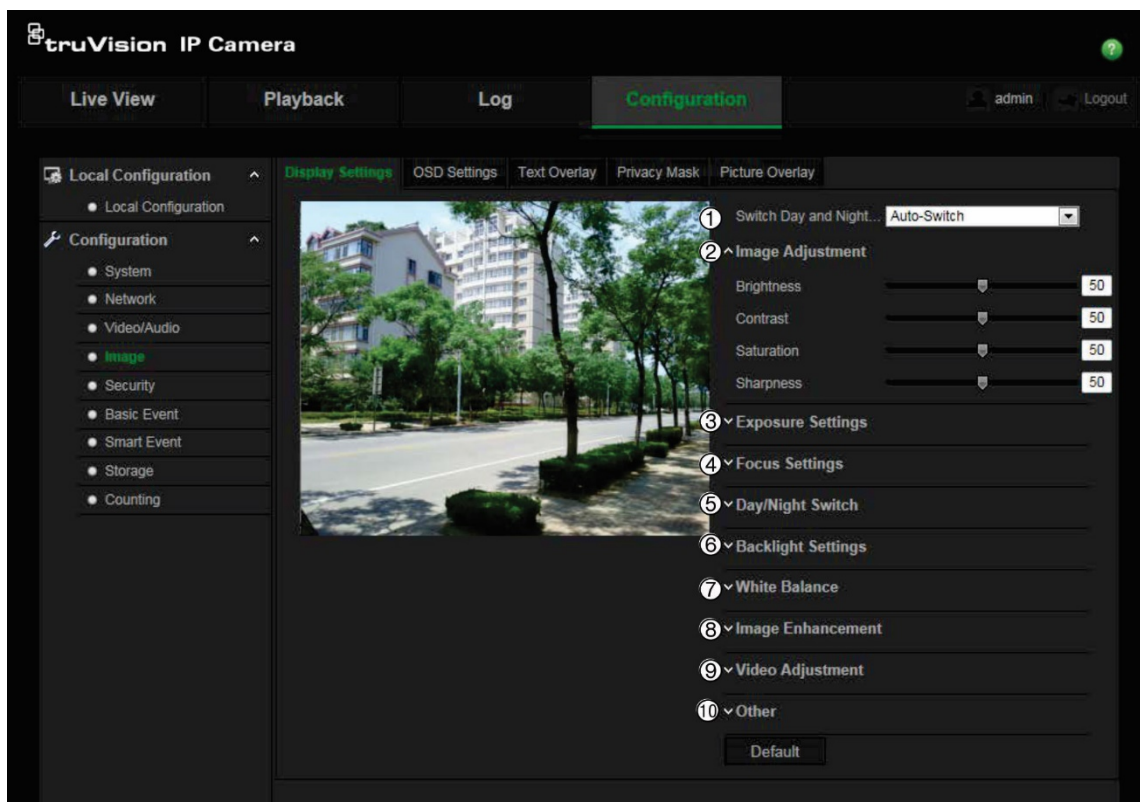 truVision IP Camera
?
Live View
Playback
Log
Configuration
admin
Logout
Local Configuration
Local Configuration
Configuration
System
Network
Video/Audio
Image
Security
Basic Event
Smart Event
Storage
Counting
Display Settings
OSD Settings
Text Overlay
Privacy Mask
Picture Overlay
1 Switch Day and Night... Auto-Switch
2 Image Adjustment
Brightness 50
Contrast 50
Saturation 50
Sharpness 50
3 Exposure Settings
4 Focus Settings
5 Day/Night Switch
6 Backlight Settings
7 White Balance
8 Image Enhancement
9 Video Adjustment
10 Other
Default